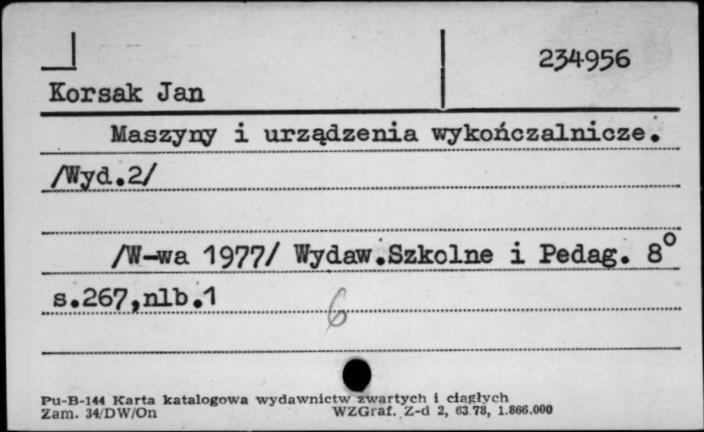 234956
Korsak Jan
Maszyny i urządzenia wykończalnicze.
/Wyd.2/
/W-wa 1977/ Wydaw.Szkolne i Pedag. 8°
s.267,nlb.1
6
Pu-B-144 Karta katalogowa wydawnictw zwartych i ciągłych
Zam. 34/DW/On WZGraf. Z-d 2, 63.78, 1.866.000